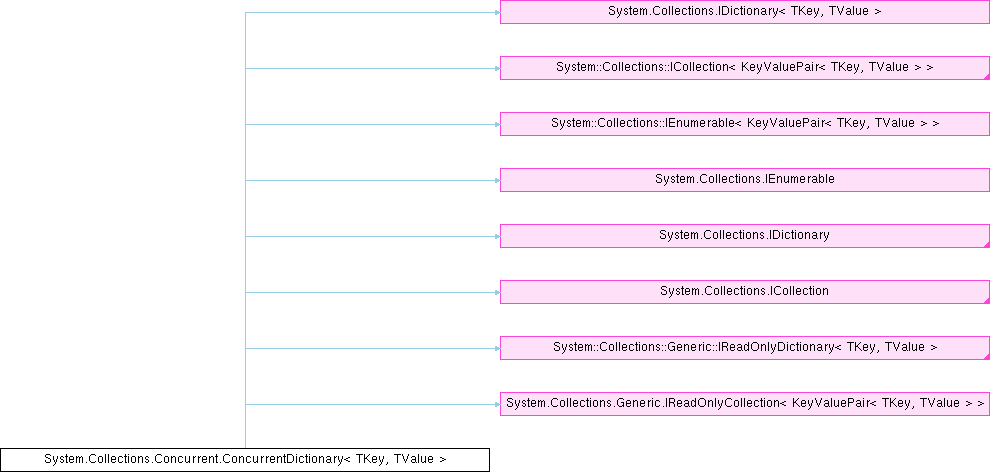 System.Collections.IDictionary< TKey, TValue >
System::Collections::ICollection< KeyValuePair< TKey, TValue > >
System::Collections::IEnumerable< KeyValuePair< TKey, TValue > >
System.Collections.IEnumerable
System.Collections.IDictionary
System.Collections.ICollection
System::Collections::Generic::IReadOnlyDictionary< TKey, TValue >
System.Collections.Generic.IReadOnlyCollection< KeyValuePair< TKey, TValue > >
System.Collections.Concurrent.ConcurrentDictionary< TKey, TValue >